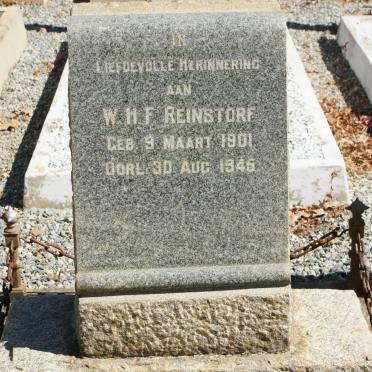 IN
LIEFDEVOLLE HERINNERING
AAN
W. H. F. REINSTORF
GEB. 9 MAART 1901
OORL. 30 AUG. 1946